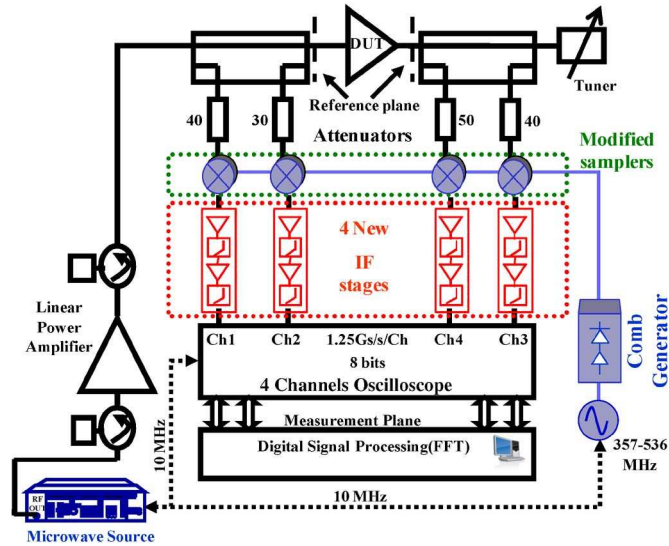 DUT
Tuner
Reference plane
40
30
50
40
Attenuators
Modified
samplers
4 New
IF
stages
Linear
Power
Amplifier
Ch1
Ch2
1.25Gs/s/Ch
Ch4
Ch3
8 bits
4 Channels Oscilloscope
Comb
Generator
Measurement Plane
Digital Signal Processing(FFT)
357-536
MHz
10 MHz
10 MHz
RF
OUT
Microwave Source